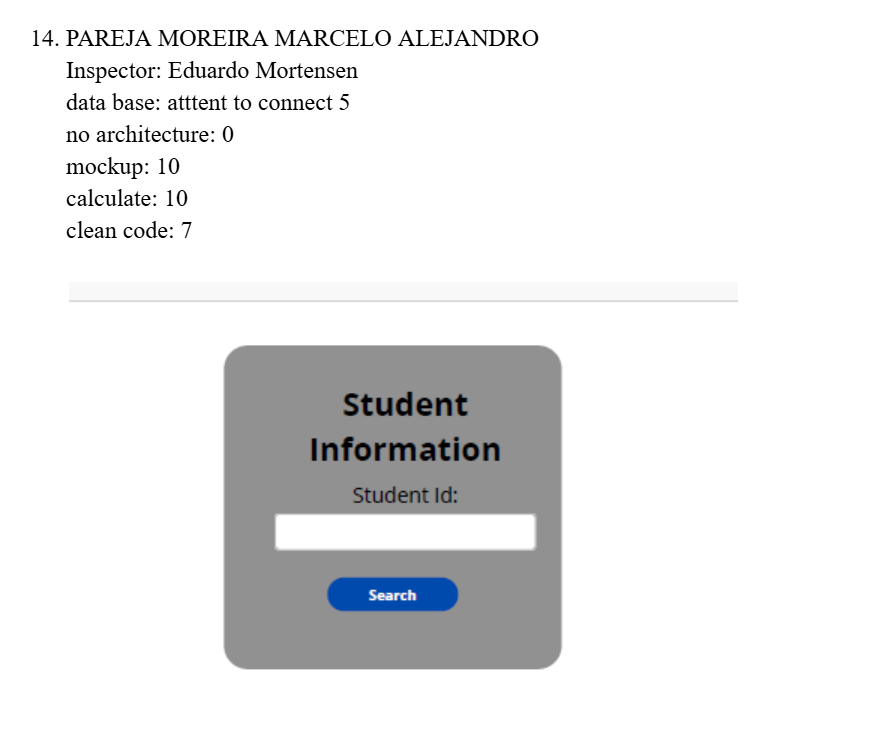 14. PAREJA MOREIRA MARCELO ALEJANDRO
Inspector: Eduardo Mortensen
data base: atttent to connect 5
no architecture: 0
mockup: 10
calculate: 10
clean code: 7
Student
Information
Student Id:
Search